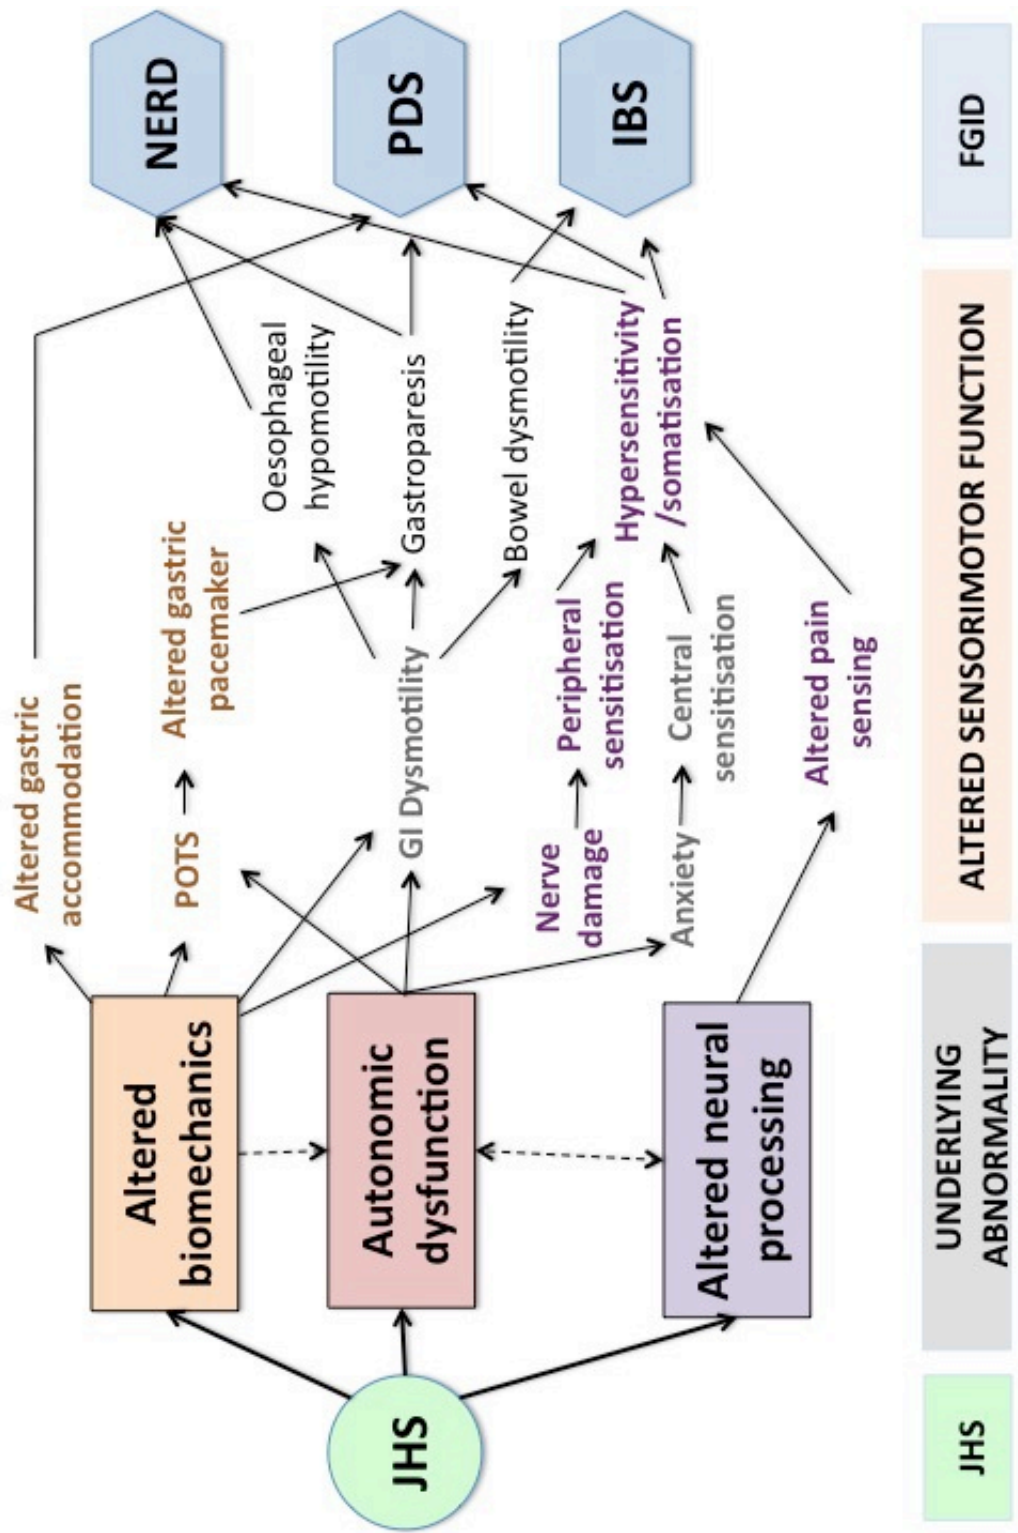 JHS
Altered
biomechanics
Autonomic
dysfunction
Altered neural
processing
Altered gastric
accommodation
POTS
Altered gastric
pacemaker
GI Dysmotility
Nerve
damage
Peripheral
sensitisation
Anxiety
Central
sensitisation
Altered pain
sensing
Oesophageal
hypomotility
Gastroparesis
Bowel dysmotility
Hypersensitivity
/somatisation
NERD
PDS
IBS
JHS
UNDERLYING
ABNORMALITY
ALTERED SENSORIMOTOR FUNCTION
FGID